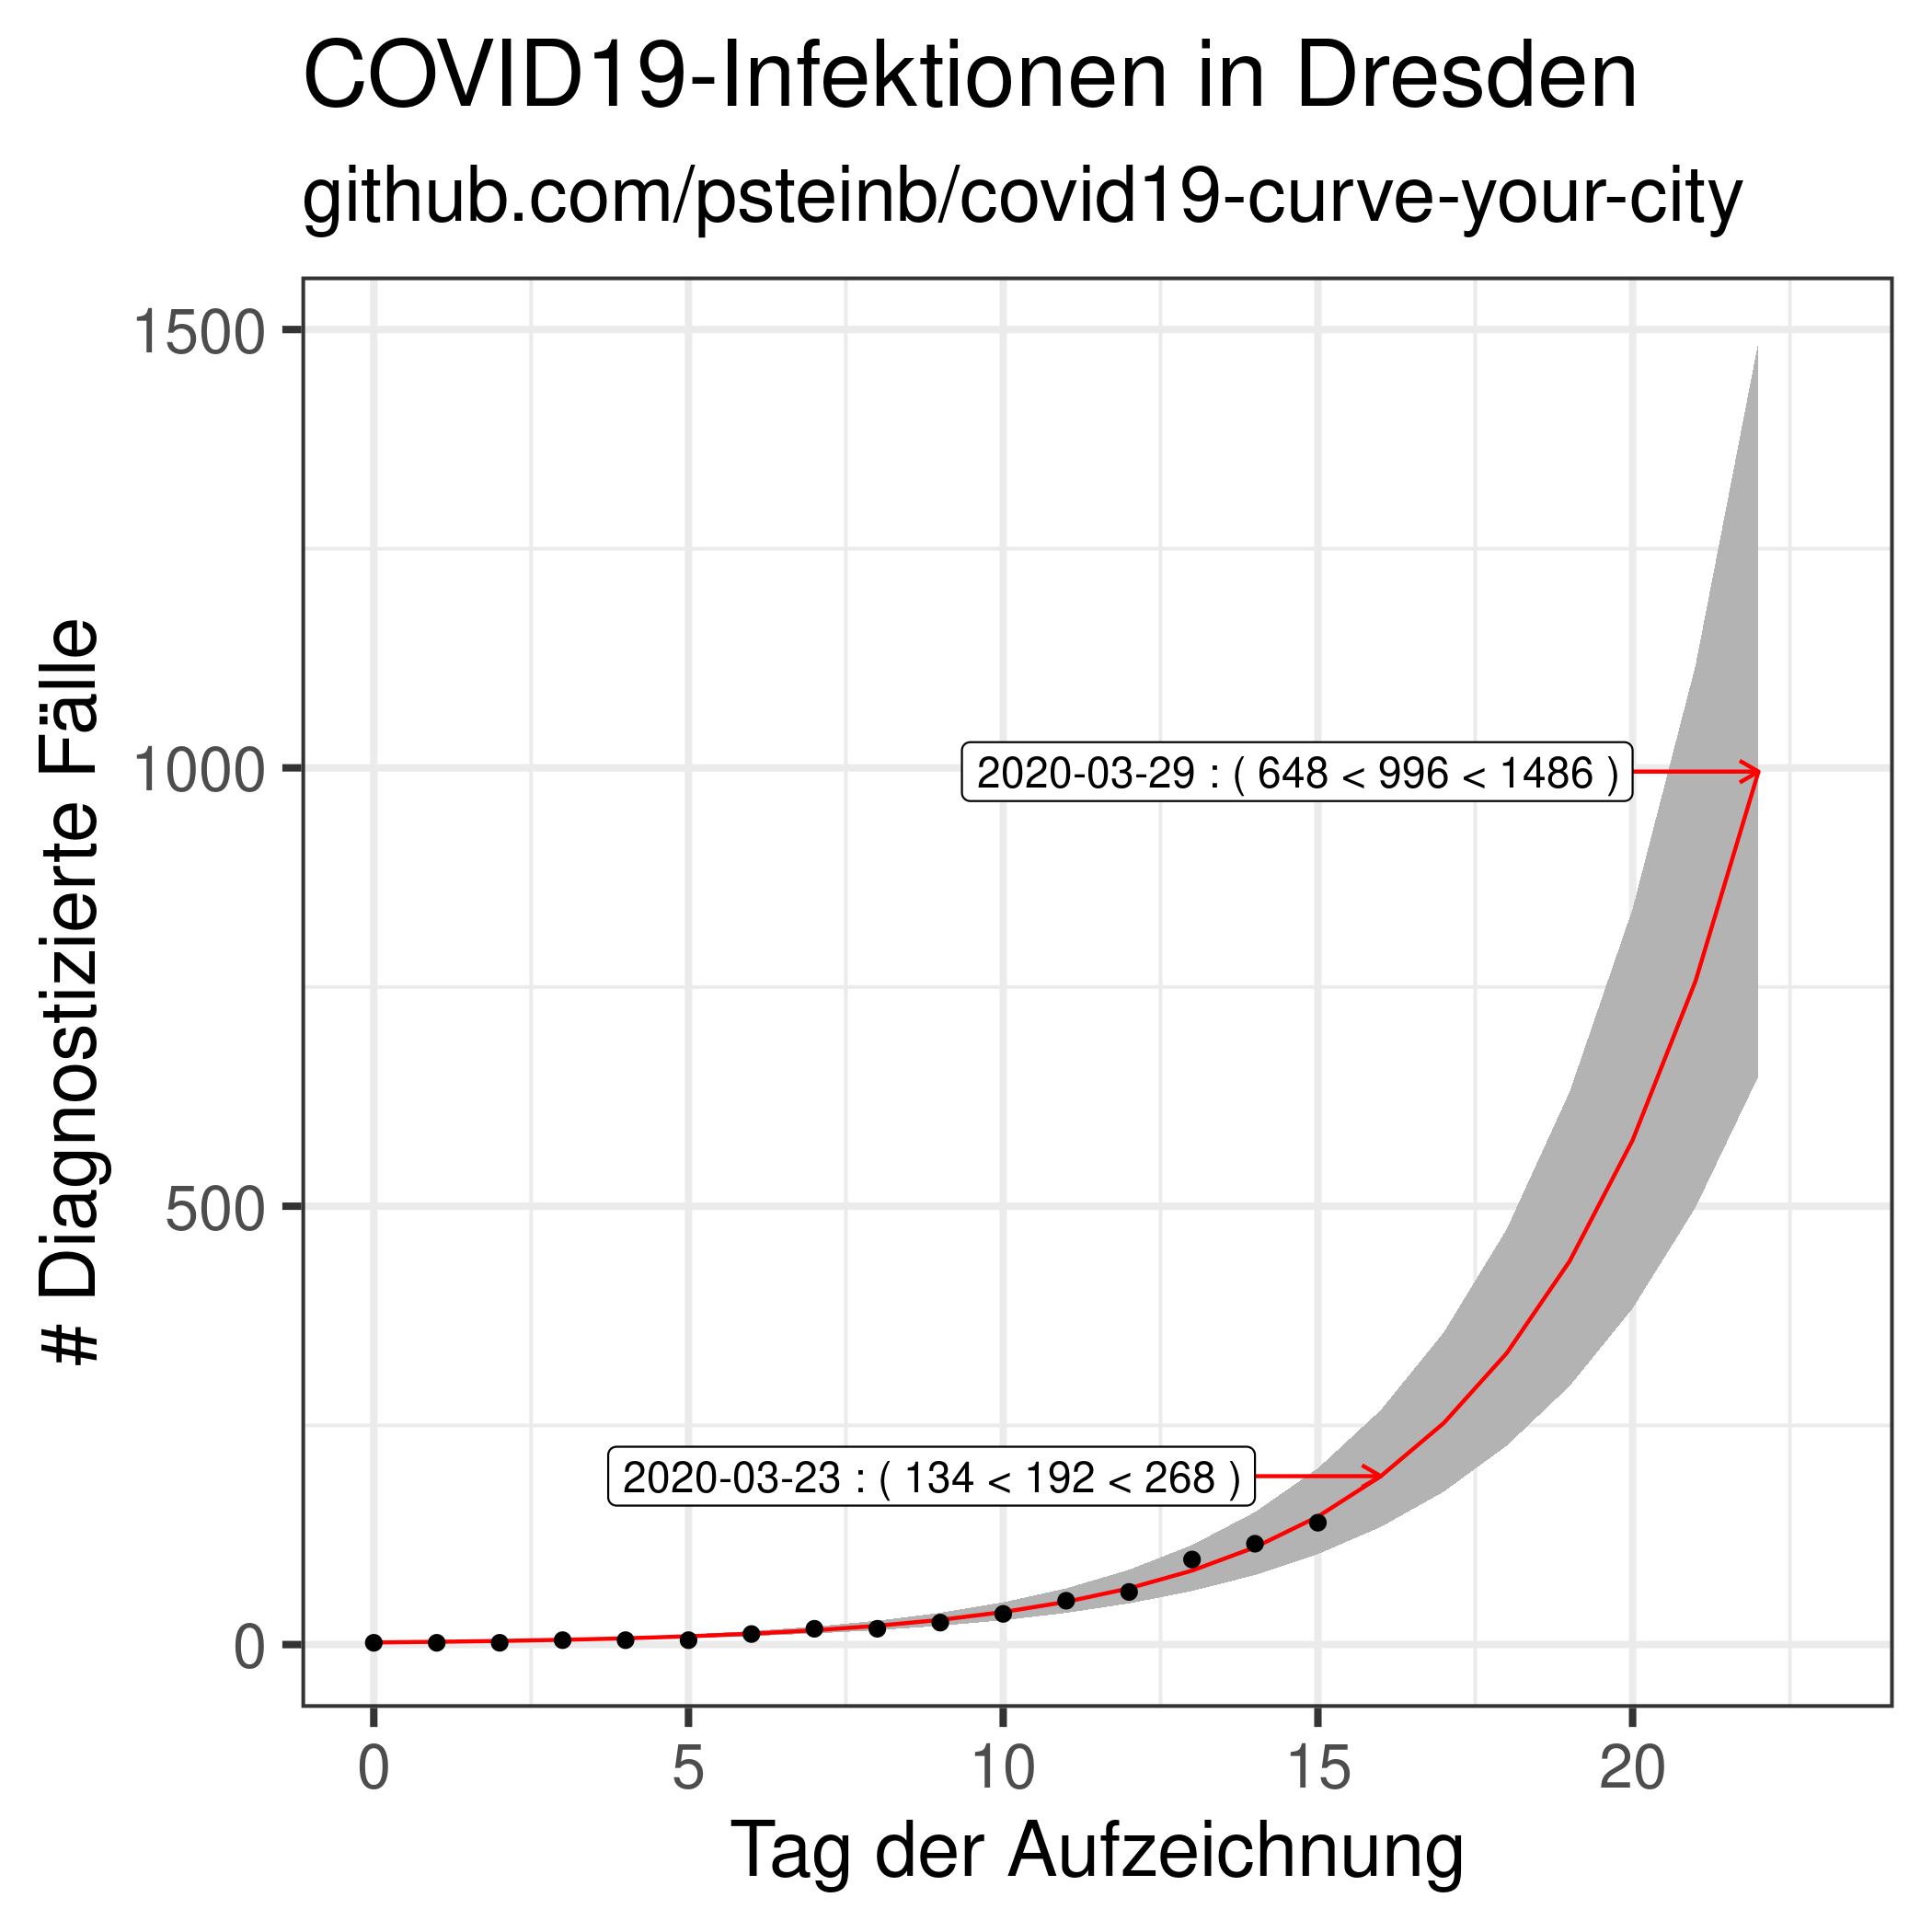 COVID19-Infektionen in Dresden
github.com/psteinb/covid19-curve-your-city
# Diagnostizierte Fälle
1500
1000
500
0
2020-03-29 : ( 648 < 996 < 1486 )
2020-03-23 : ( 134 < 192 < 268 )
0 5 10 15 20
Tag der Aufzeichnung